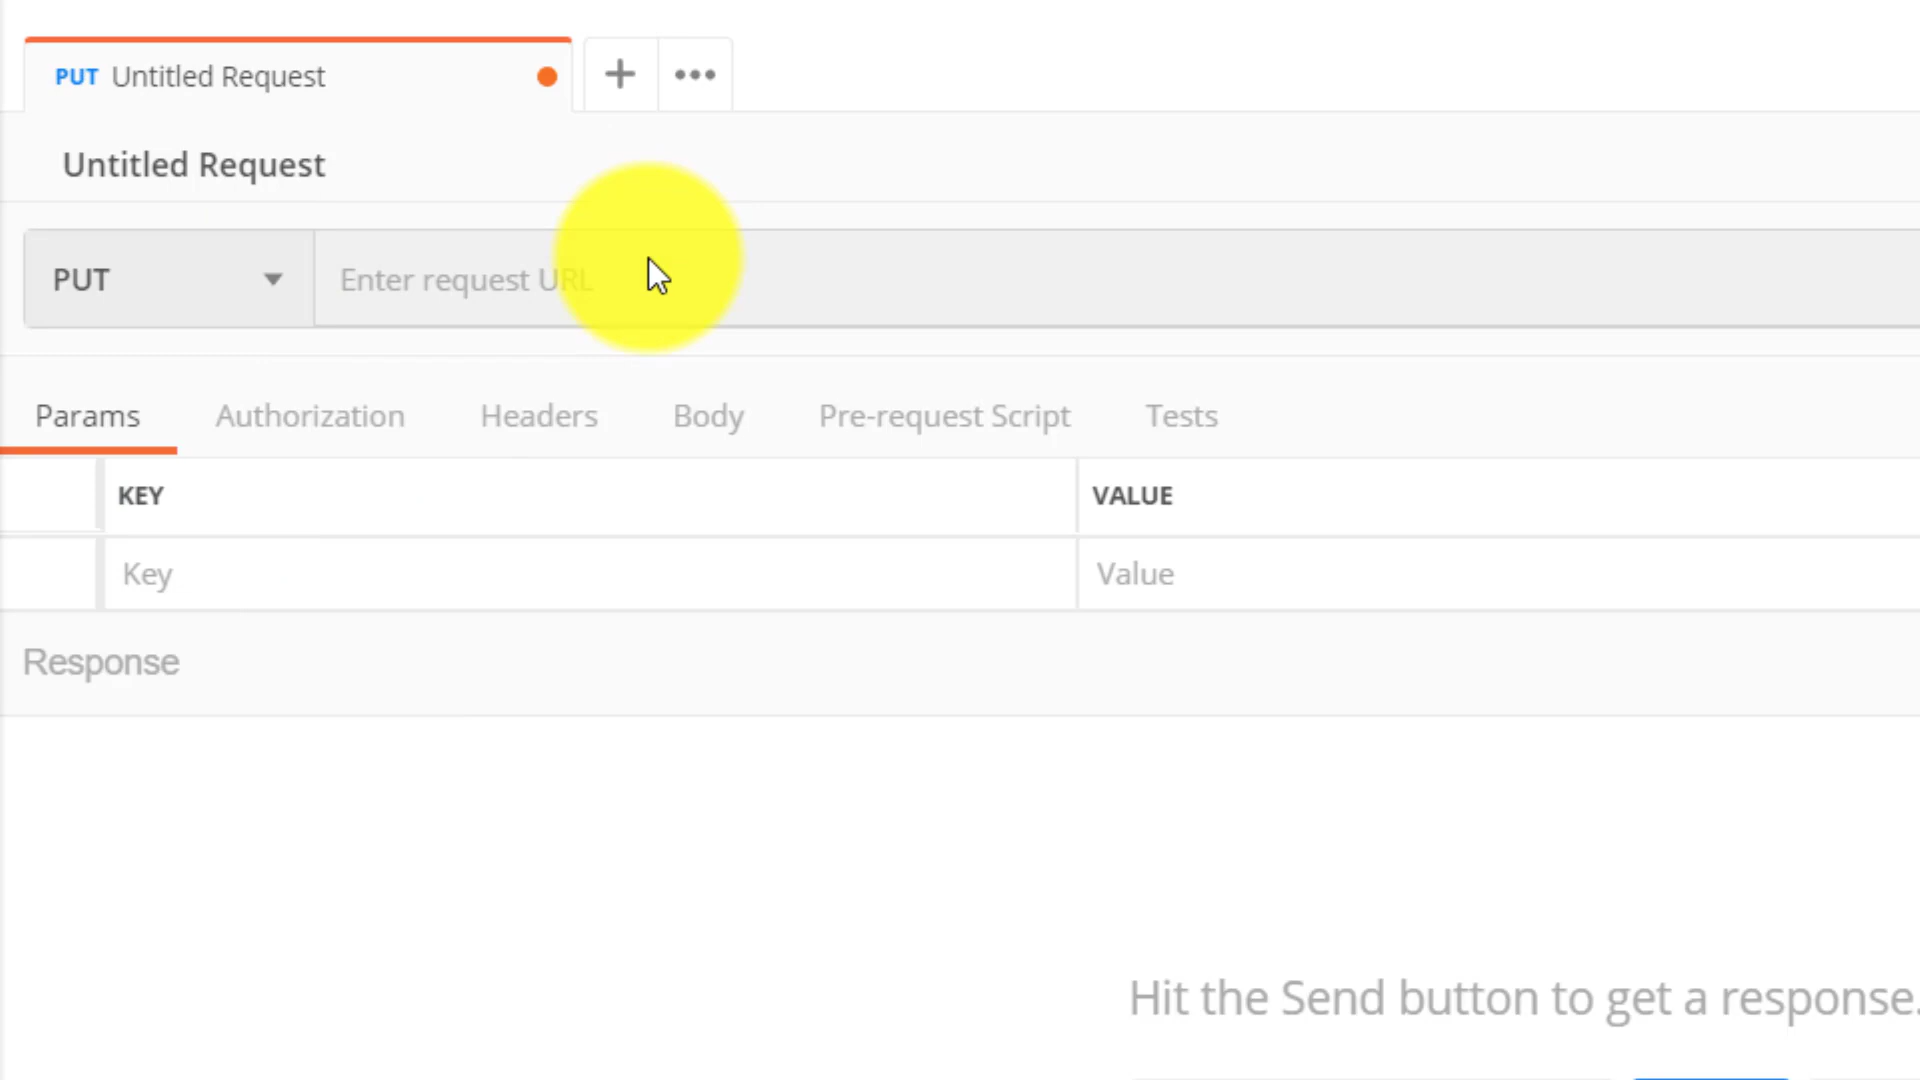 PUT Untitled Request
Untitled Request
PUT Enter request URL
Params Authorization Headers Body Pre-request Script Tests
KEY VALUE
Key Value
Response
Hit the Send button to get a response.